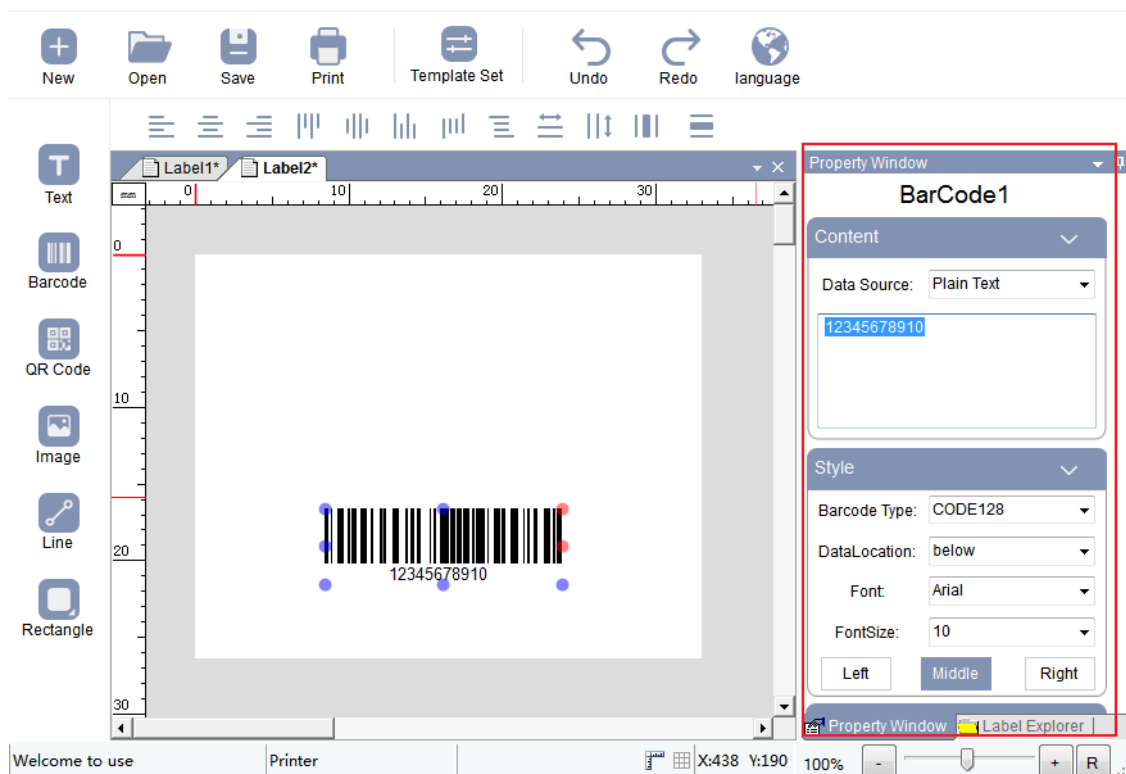 New Open Save Print Template Set Undo Redo language
Text
Barcode
QR Code
Image
Line
Rectangle
Label1* Label2*
mm 0 10 20 30
0
10
20
30
12345678910
Property Window
BarCode1
Content
Data Source: Plain Text
12345678910
Style
Barcode Type: CODE128
DataLocation: below
Font: Arial
FontSize: 10
Left Middle Right
Property Window Label Explorer
Welcome to use Printer X:438 Y:190 100% - + R